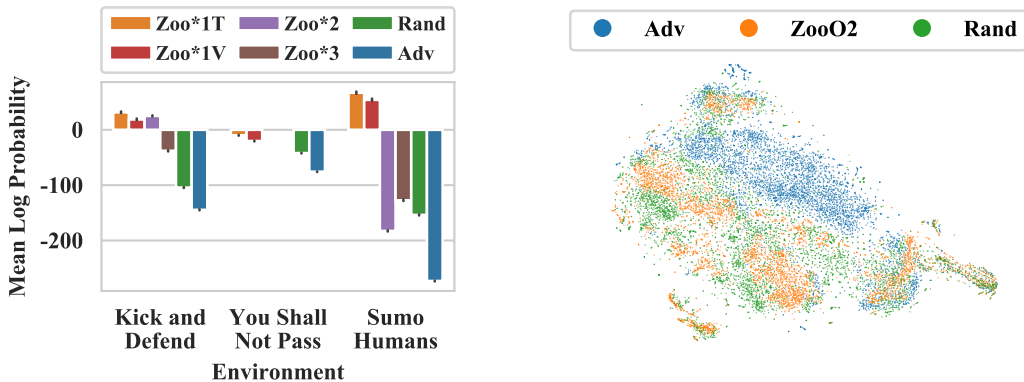 Zoo*1T Zoo*2 Rand
Zoo*1V Zoo*3 Adv
Mean Log Probability
0
-100
-200
Kick and Defend
You Shall Not Pass
Sumo Humans
Environment
Adv ZooO2 Rand